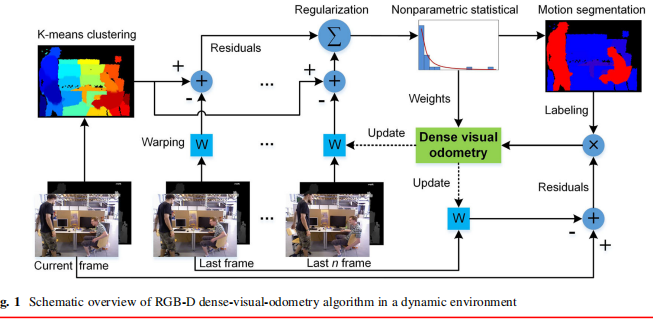 Regularization
Nonparametric statistical
Motion segmentation
K-means clustering
Residuals
+
+
+
+
-
-
...
...
Σ
Weights
Labeling
Warping
W
W
Update
Dense visual
odometry
×
Update
Residuals
W
+
-
+
...
Current frame
Last frame
Last n frame
g. 1 Schematic overview of RGB-D dense-visual-odometry algorithm in a dynamic environment